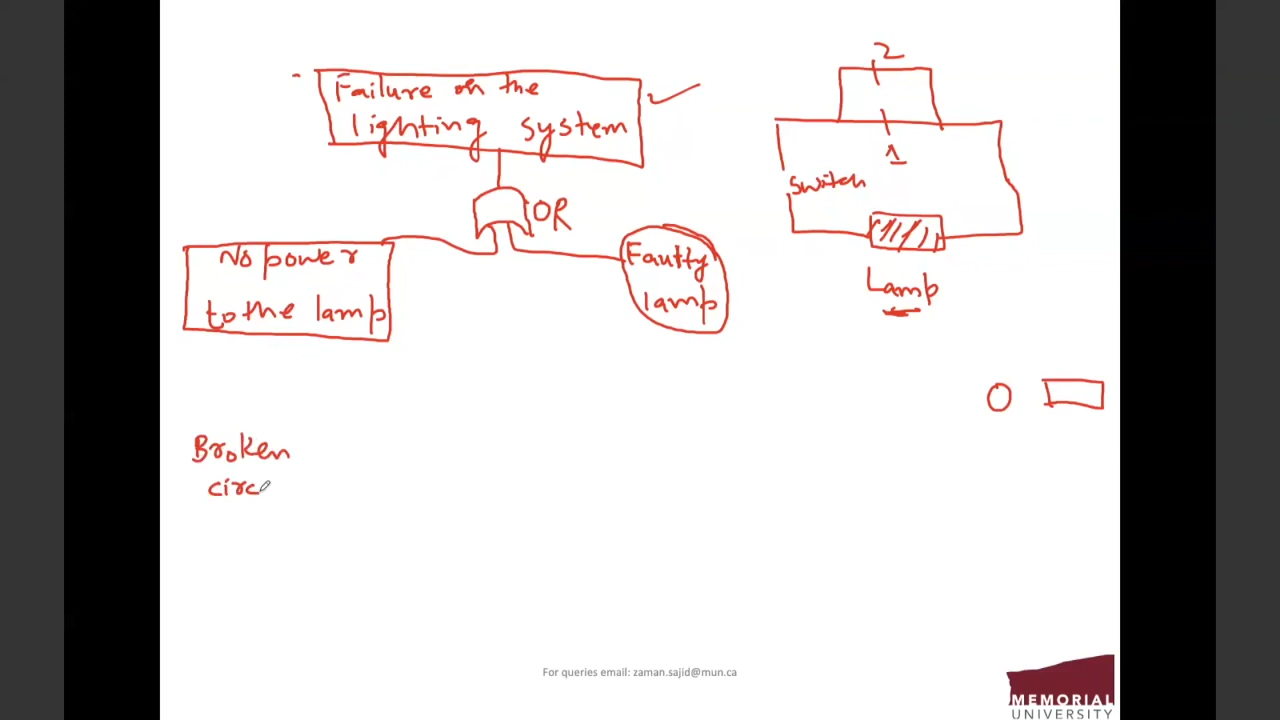 Failure on the
lighting system
OR
No power
to the lamp
Faulty
lamp
2
1
Switch
Lamp
Broken
circ
For queries email: zaman.sajid@mun.ca
MEMORIAL
UNIVERSITY